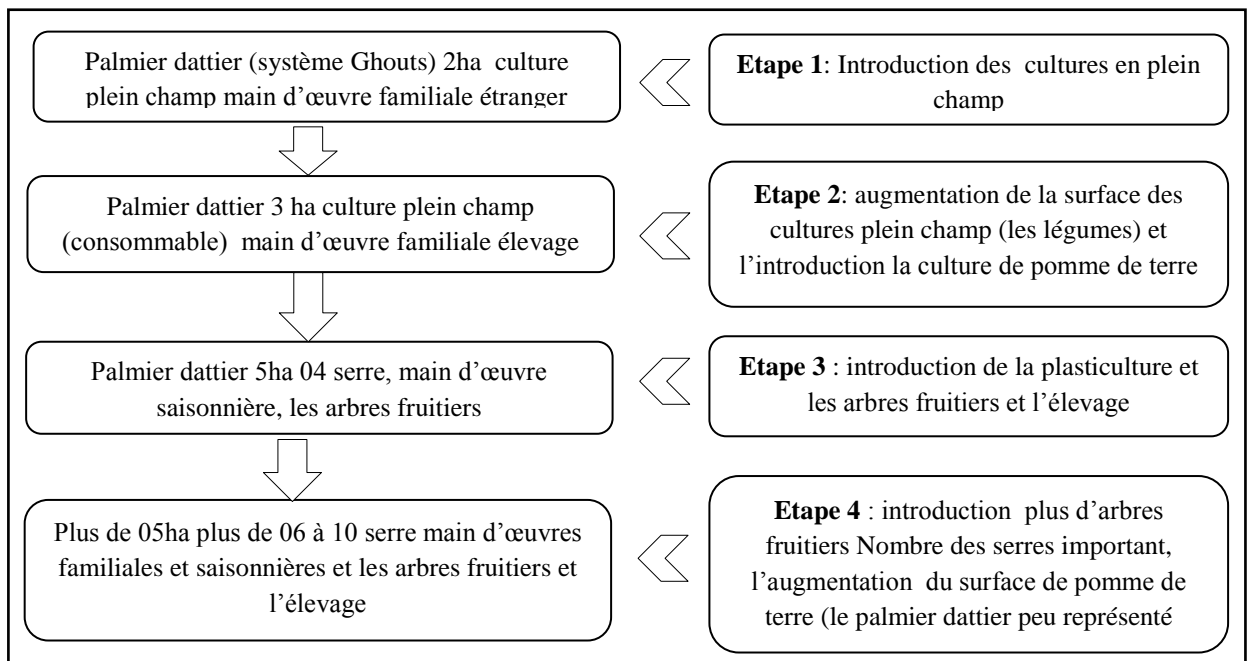 Palmier dattier (système Ghouts) 2ha culture
plein champ main d'œuvre familiale étranger
Etape 1: Introduction des cultures en plein
champ
Palmier dattier 3 ha culture plein champ
(consommable) main d'œuvre familiale élevage
Etape 2: augmentation de la surface des
cultures plein champ (les légumes) et
l'introduction la culture de pomme de terre
Palmier dattier 5ha 04 serre, main d'œuvre
saisonnière, les arbres fruitiers
Etape 3 : introduction de la plasticulture et
les arbres fruitiers et l'élevage
Plus de 05ha plus de 06 à 10 serre main d'œuvres
familiales et saisonnières et les arbres fruitiers et
l'élevage
Etape 4 : introduction plus d'arbres
fruitiers Nombre des serres important,
l'augmentation du surface de pomme de
terre (le palmier dattier peu représenté